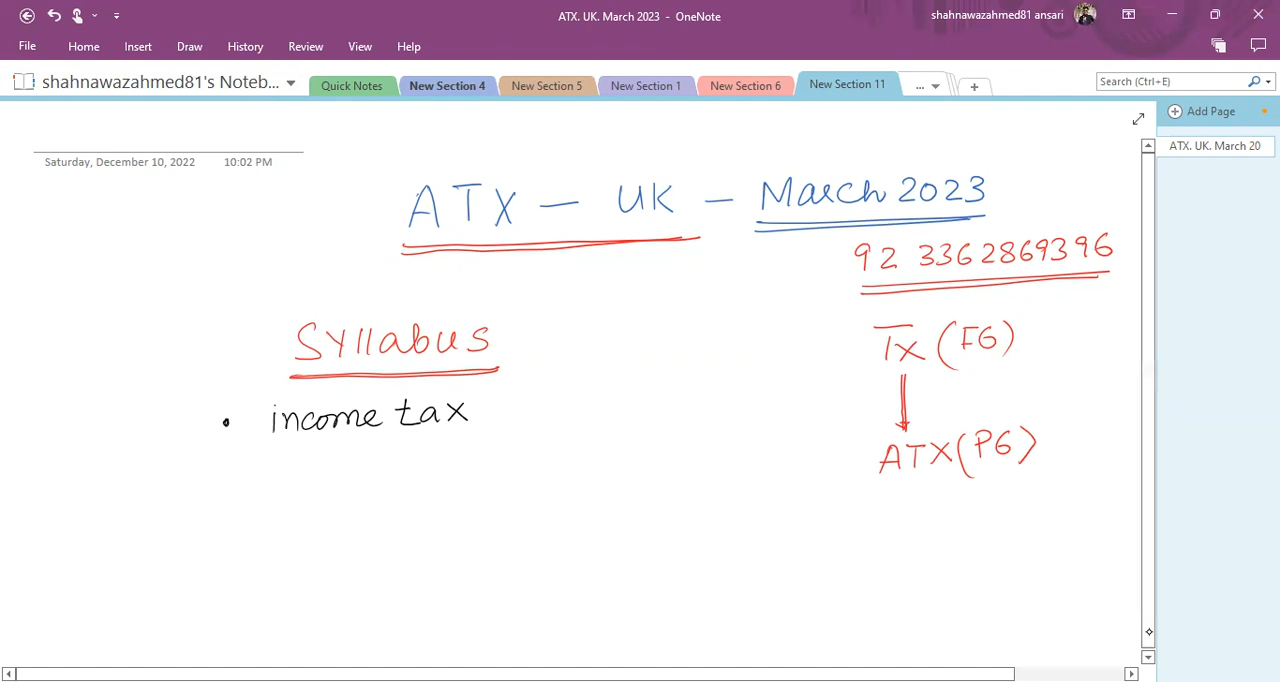 ATX. UK. March 2023 - OneNote
shahnawazahmed81 ansari
File Home Insert Draw History Review View Help
shahnawazahmed81's Noteb... Quick Notes New Section 4 New Section 5 New Section 1 New Section 6 New Section 11 ... + Search (Ctrl+E)
Add Page
ATX. UK. March 20
Saturday, December 10, 2022 10:02 PM
ATX - UK - March 2023
92 3362869396
Syllabus
TX (F6)
• income tax
ATX (P6)